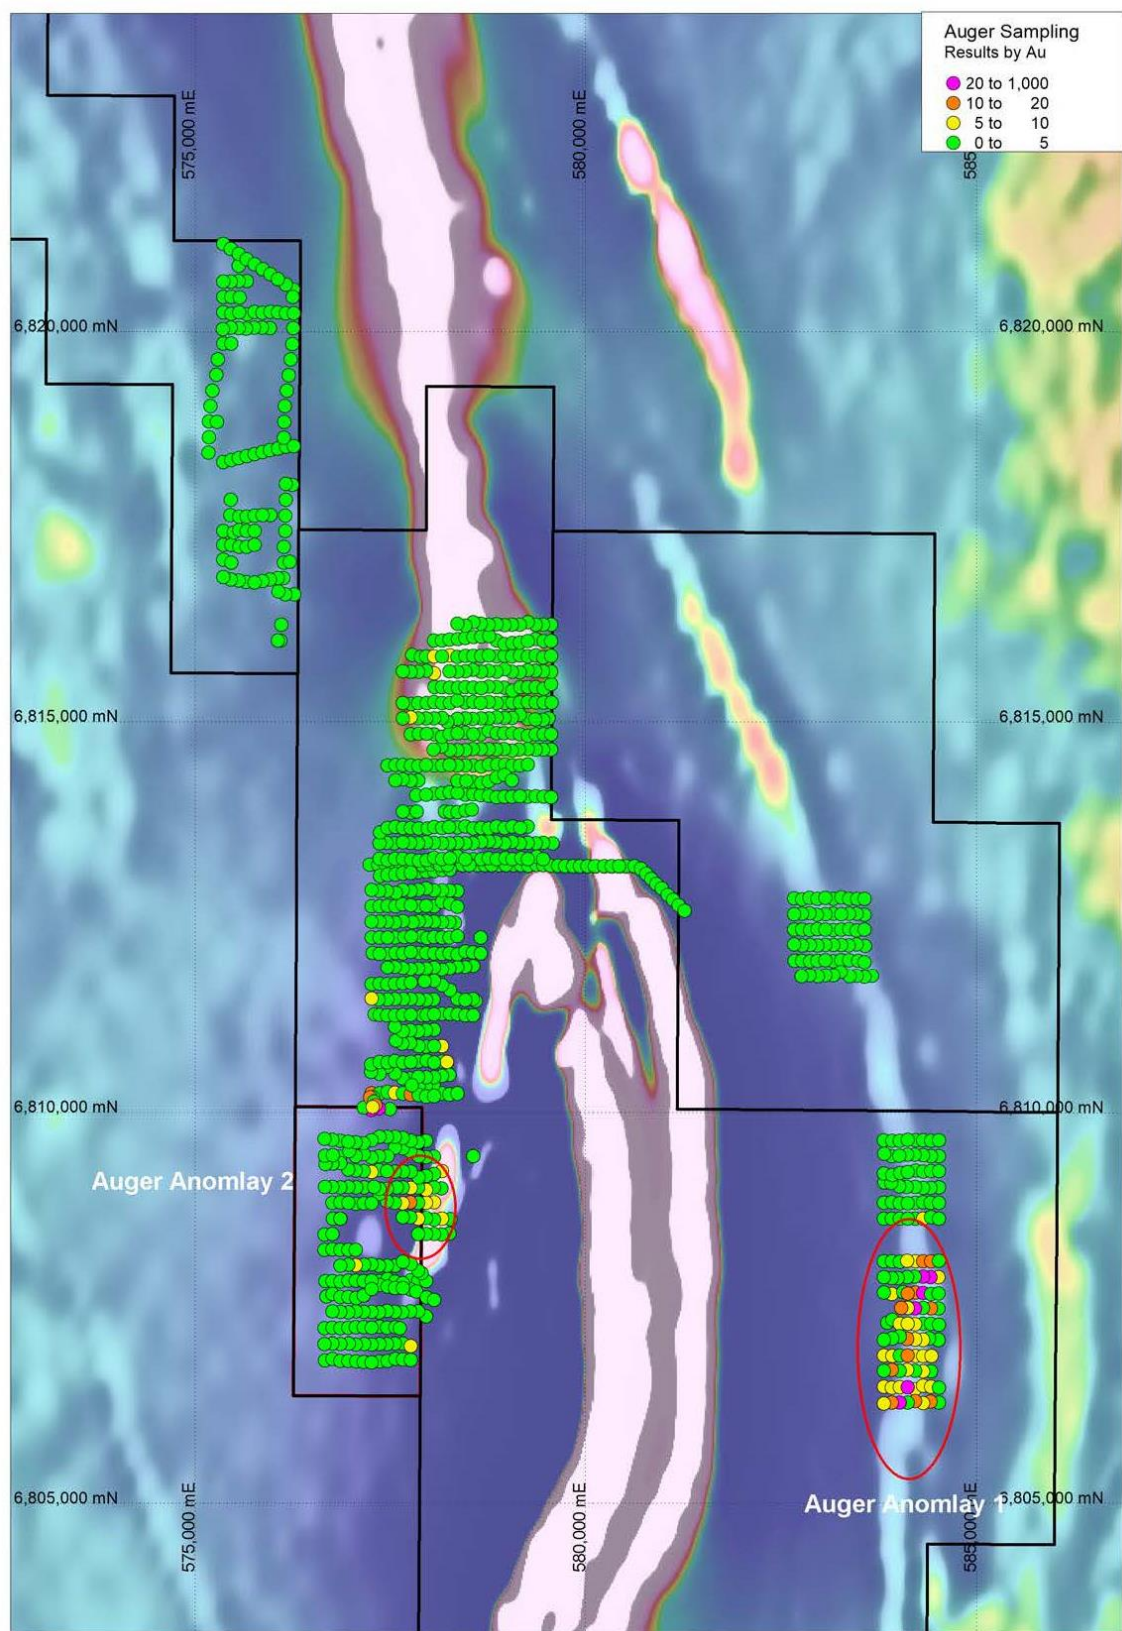 Auger Sampling
Results by Au
20 to 1,000
10 to 20
5 to 10
0 to 5
575,000 mE
580,000 mE
585
6,820,000 mN
6,820,000 mN
6,815,000 mN
6,815,000 mN
6,810,000 mN
6,810,000 mN
Auger Anomlay 2
Auger Anomlay 1
6,805,000 mN
6,805,000 mN
575,000 mE
580,000 mE
585,000 mE